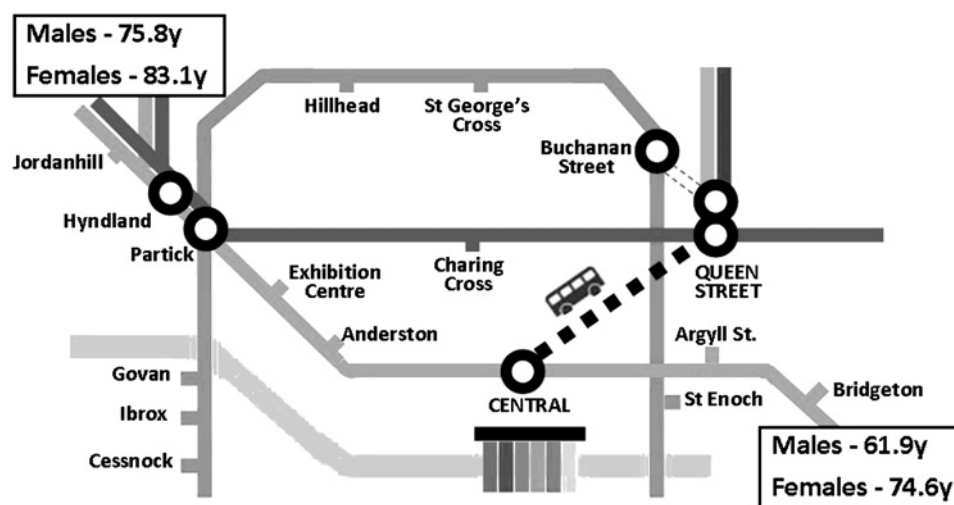 Males - 75.8y
Females - 83.1y
Hillhead
St George's
Cross
Buchanan
Street
Jordanhill
Hyndland
Partick
Exhibition
Centre
Charing
Cross
QUEEN
STREET
Anderston
Argyll St.
Govan
CENTRAL
St Enoch
Bridgeton
Ibrox
Cessnock
Males - 61.9y
Females - 74.6y